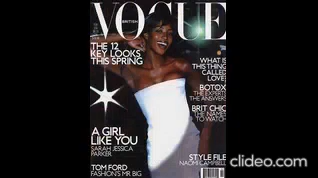 VOGUE
BRITISH
THE 12
KEY LOOKS
THIS SPRING
WHAT IS
THIS THING
CALLED
LOVE?
BOTOX
THE EXPERTS
THE ANSWERS
BRIT CHIC
THE NAMES
TO WATCH
A GIRL
LIKE YOU
SARAH JESSICA
PARKER
TOM FORD
FASHION'S MR BIG
STYLE FILE
NAOMI CAMPBELL
clideo.com